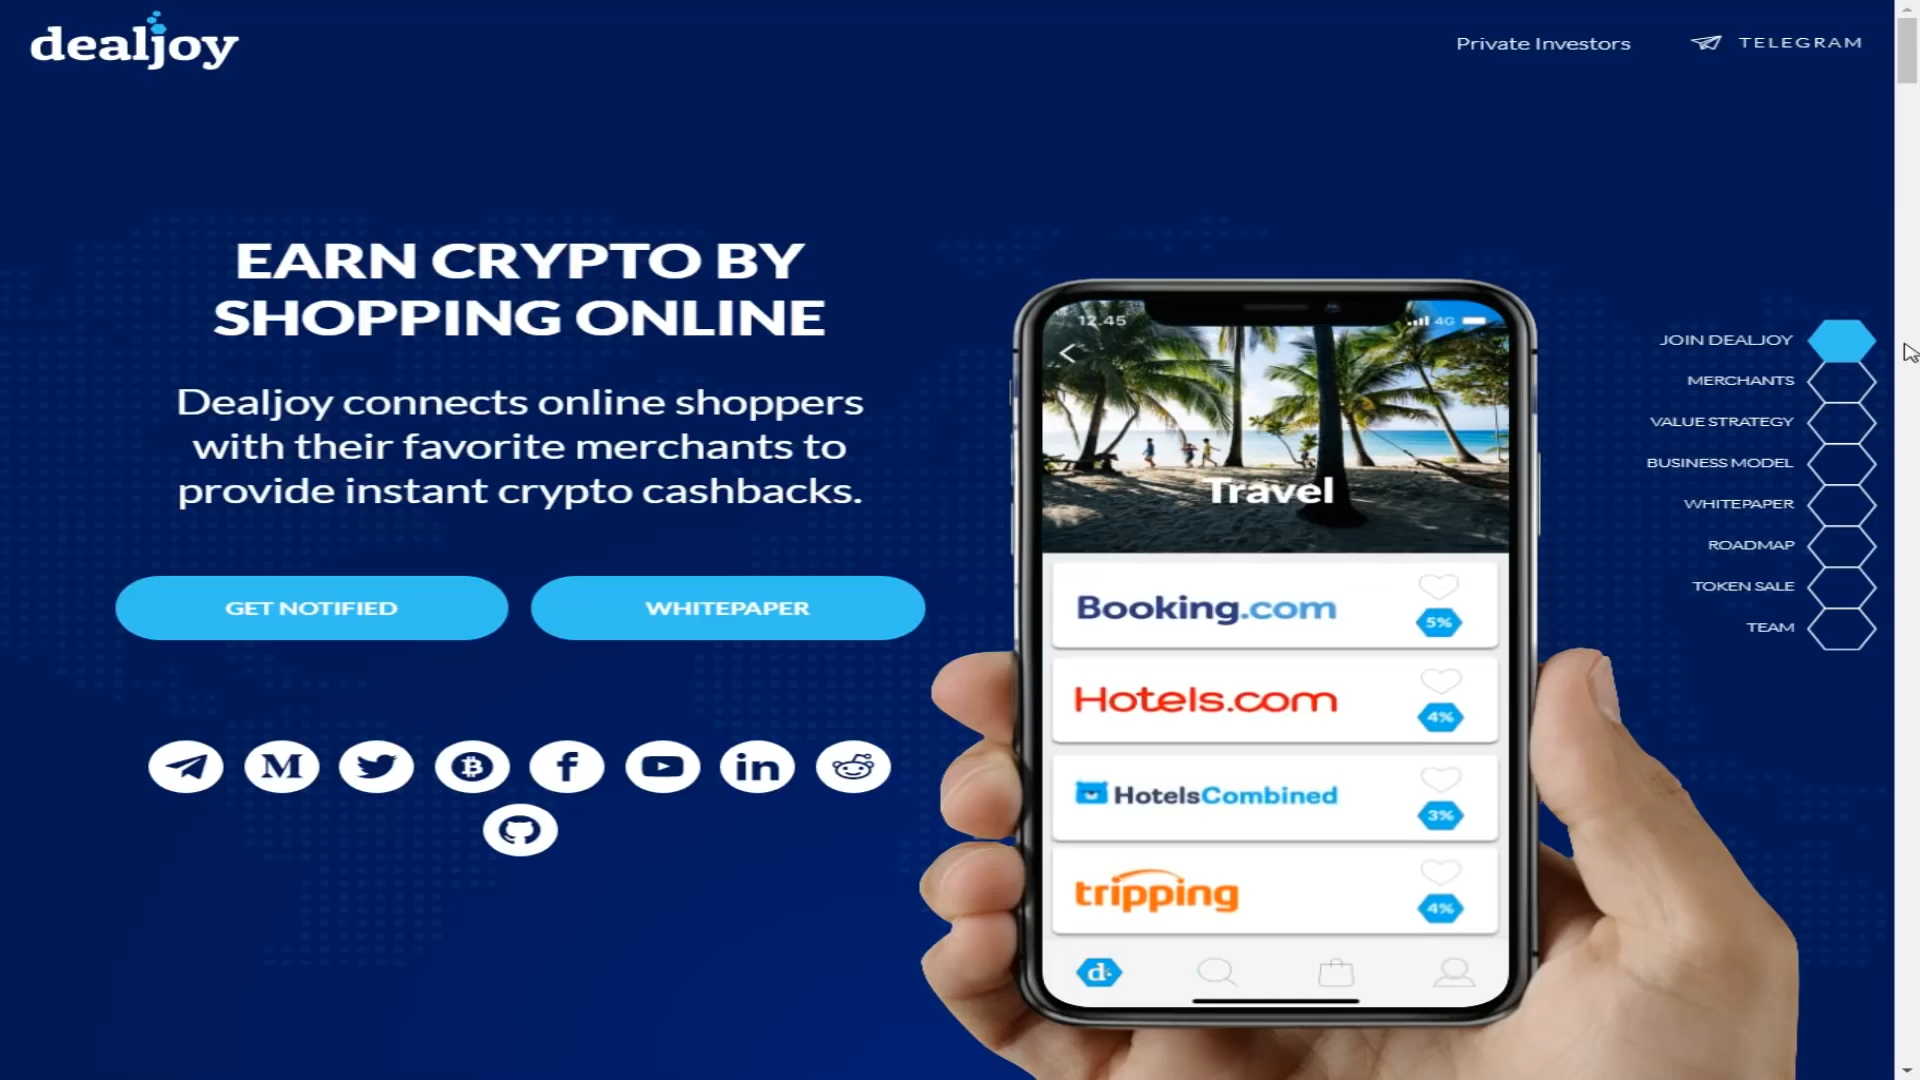 dealjoy
Private Investors
TELEGRAM
EARN CRYPTO BY
SHOPPING ONLINE
Dealjoy connects online shoppers
with their favorite merchants to
provide instant crypto cashbacks.
GET NOTIFIED
WHITEPAPER
M
f
in
12.45
4G
Travel
Booking.com
5%
Hotels.com
4%
HotelsCombined
3%
tripping
4%
d
JOIN DEALJOY
MERCHANTS
VALUE STRATEGY
BUSINESS MODEL
WHITEPAPER
ROADMAP
TOKEN SALE
TEAM